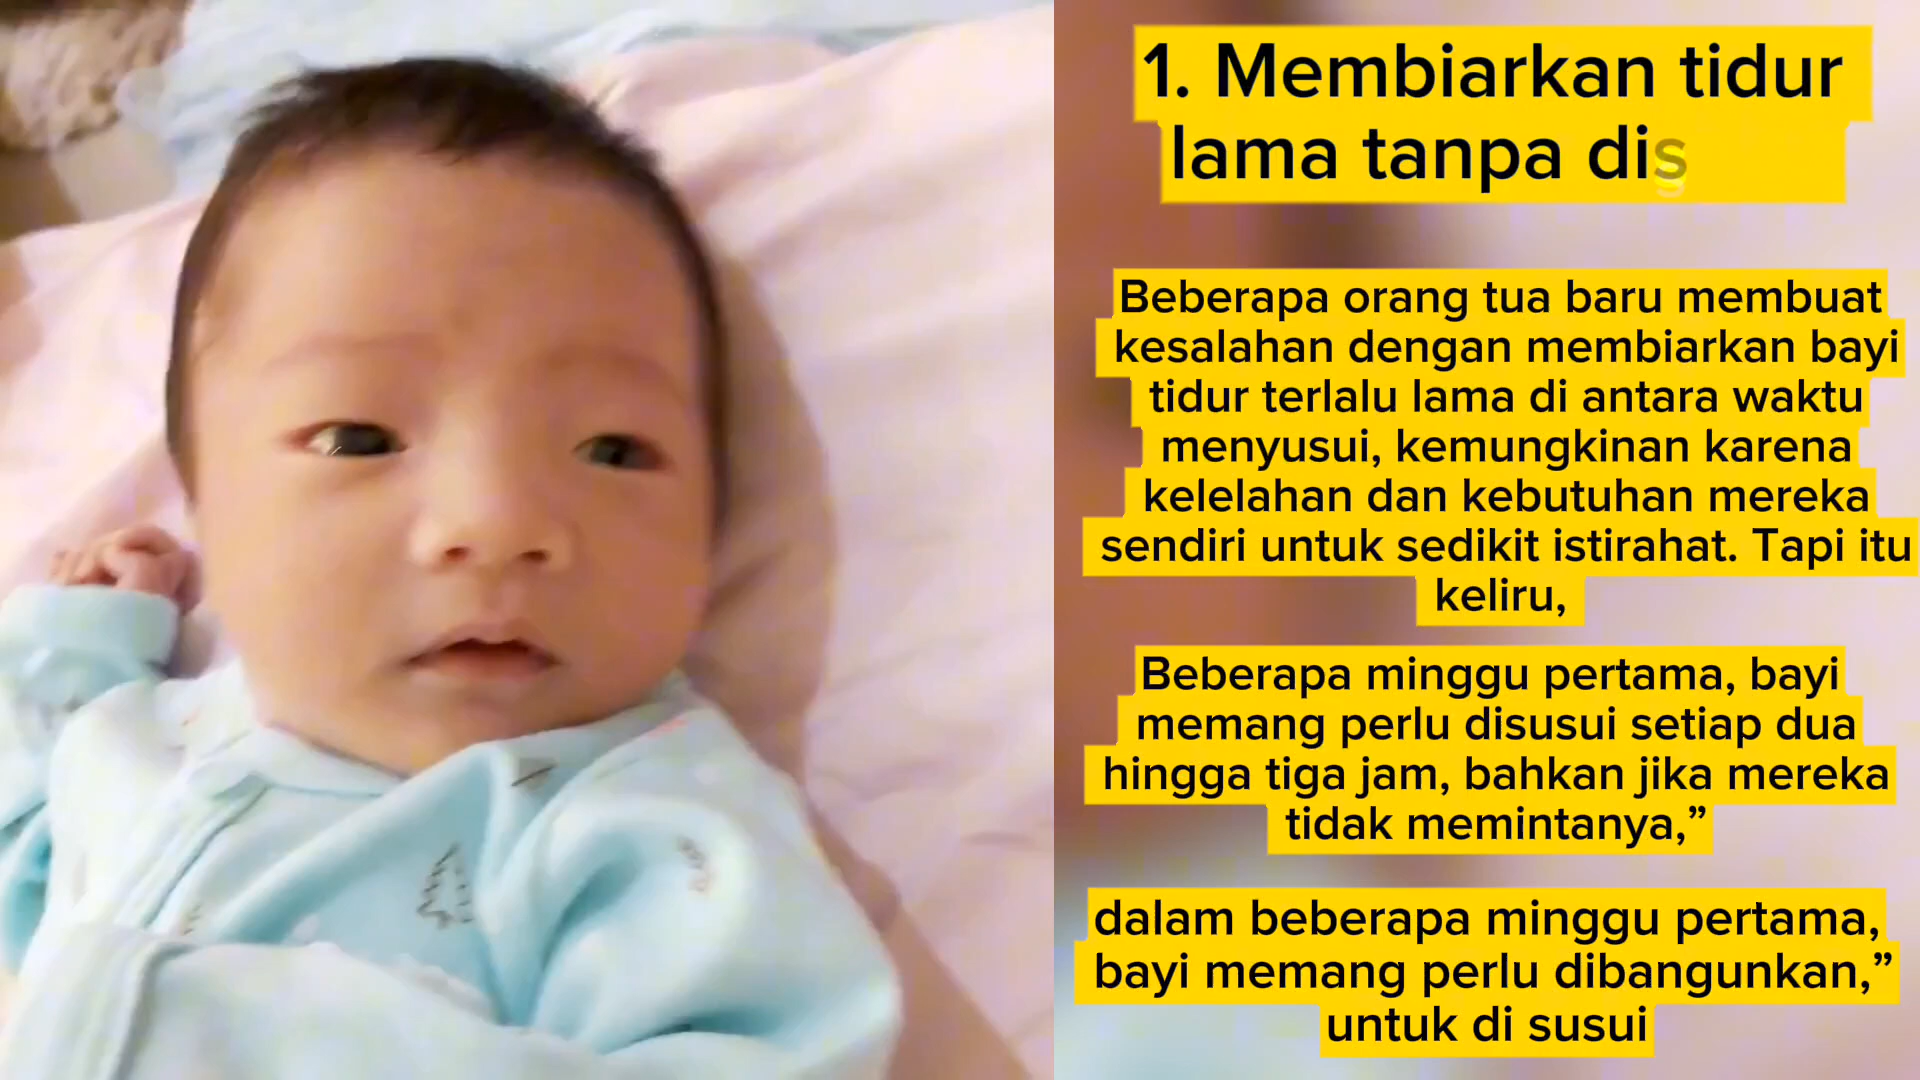 1. Membiarkan tidur
lama tanpa dis
Beberapa orang tua baru membuat
kesalahan dengan membiarkan bayi
tidur terlalu lama di antara waktu
menyusui, kemungkinan karena
kelelahan dan kebutuhan mereka
sendiri untuk sedikit istirahat. Tapi itu
keliru,
Beberapa minggu pertama, bayi
memang perlu disusui setiap dua
hingga tiga jam, bahkan jika mereka
tidak memintanya,”
dalam beberapa minggu pertama,
bayi memang perlu dibangunkan,”
untuk di susui